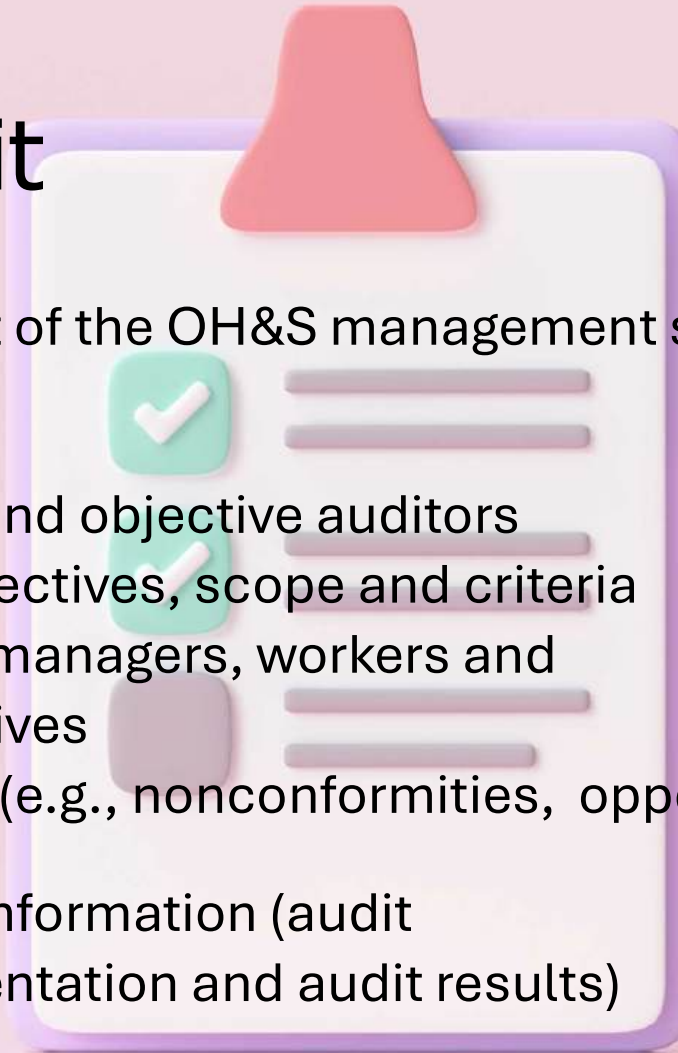 it
of the OH&S management s
nd objective auditors
ectives, scope and criteria
managers, workers and
ives
(e.g., nonconformities,  oppo
nformation (audit
entation and audit results)